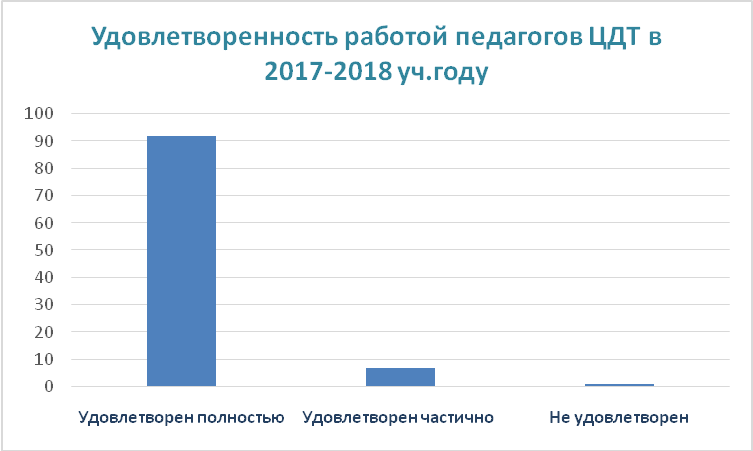 Удовлетворенность работой педагогов ЦДТ в
2017-2018 уч.году
100
90
80
70
60
50
40
30
20
10
0
Удовлетворен полностью
Удовлетворен частично
Не удовлетворен